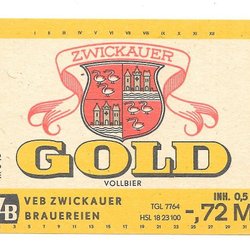 ZWICKAUER
GOLD
VOLLBIER
VEB ZWICKAUER
BRAUEREIEN
TGL 7764
HSL 18 23 100
INH. 0,5
-,72 M